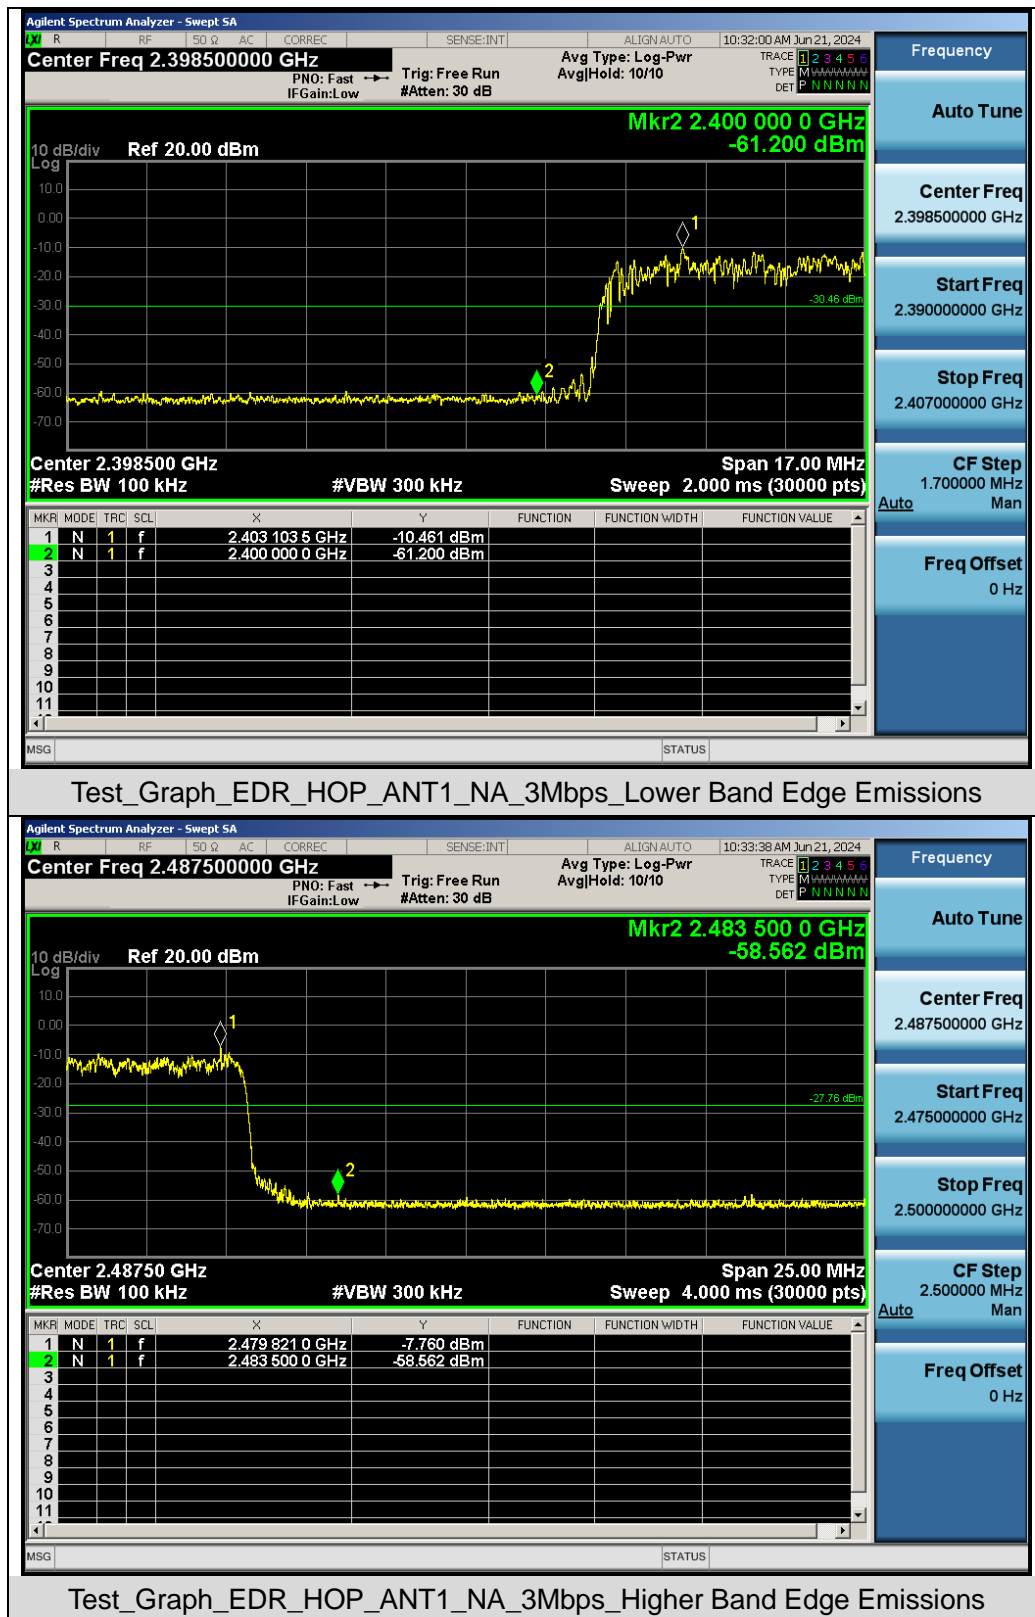 Agilent Spectrum Analyzer - Swept SA
LXI R RF 50 Ω AC CORREC SENSE:INT ALIGN AUTO 10:32:00 AM Jun 21, 2024
Center Freq 2.398500000 GHz
PNO: Fast
IFGain:Low
Trig: Free Run
#Atten: 30 dB
Avg Type: Log-Pwr
Avg|Hold: 10/10
TRACE 1 2 3 4 5 6
TYPE M
DET P N N N N N
Mkr2 2.400 000 0 GHz
-61.200 dBm
10 dB/div Ref 20.00 dBm
Log
10.0
0.00
-10.0
-20.0
-30.0
-40.0
-50.0
-60.0
-70.0
1
-30.46 dBm
2
Center 2.398500 GHz Span 17.00 MHz
#Res BW 100 kHz #VBW 300 kHz Sweep 2.000 ms (30000 pts)
MKR MODE TRC SCL X Y FUNCTION FUNCTION WIDTH FUNCTION VALUE
1 N 1 f 2.403 103 5 GHz -10.461 dBm
2 N 1 f 2.400 000 0 GHz -61.200 dBm
3
4
5
6
7
8
9
10
11
MSG STATUS
Frequency
Auto Tune
Center Freq
2.398500000 GHz
Start Freq
2.390000000 GHz
Stop Freq
2.407000000 GHz
CF Step
1.700000 MHz
Auto Man
Freq Offset
0 Hz
Test_Graph_EDR_HOP_ANT1_NA_3Mbps_Lower Band Edge Emissions
Agilent Spectrum Analyzer - Swept SA
LXI R RF 50 Ω AC CORREC SENSE:INT ALIGN AUTO 10:33:38 AM Jun 21, 2024
Center Freq 2.487500000 GHz
PNO: Fast
IFGain:Low
Trig: Free Run
#Atten: 30 dB
Avg Type: Log-Pwr
Avg|Hold: 10/10
TRACE 1 2 3 4 5 6
TYPE M
DET P N N N N N
Mkr2 2.483 500 0 GHz
-58.562 dBm
10 dB/div Ref 20.00 dBm
Log
10.0
0.00
-10.0
-20.0
-30.0
-40.0
-50.0
-60.0
-70.0
1
-27.76 dBm
2
Center 2.48750 GHz Span 25.00 MHz
#Res BW 100 kHz #VBW 300 kHz Sweep 4.000 ms (30000 pts)
MKR MODE TRC SCL X Y FUNCTION FUNCTION WIDTH FUNCTION VALUE
1 N 1 f 2.479 821 0 GHz -7.760 dBm
2 N 1 f 2.483 500 0 GHz -58.562 dBm
3
4
5
6
7
8
9
10
11
MSG STATUS
Frequency
Auto Tune
Center Freq
2.487500000 GHz
Start Freq
2.475000000 GHz
Stop Freq
2.500000000 GHz
CF Step
2.500000 MHz
Auto Man
Freq Offset
0 Hz
Test_Graph_EDR_HOP_ANT1_NA_3Mbps_Higher Band Edge Emissions